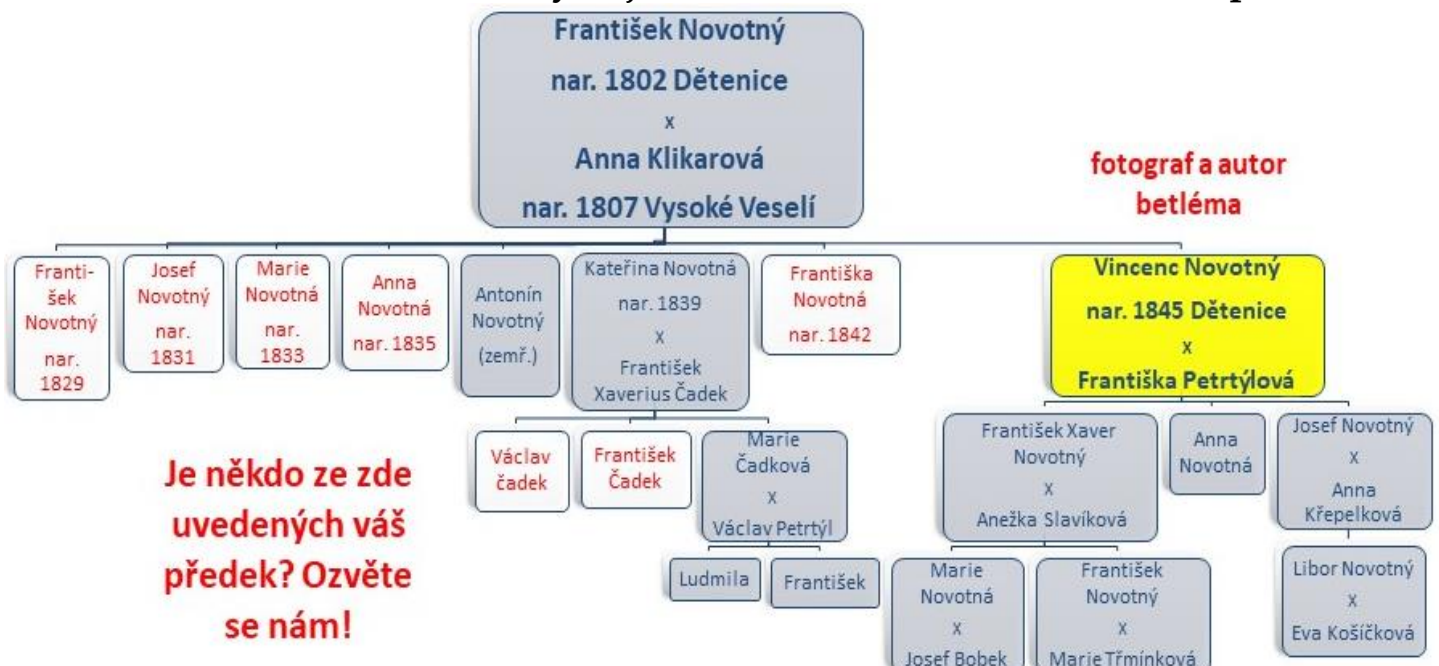 František Novotný
nar. 1802 Dětenice
x
Anna Klikarová
nar. 1807 Vysoké Veselí
fotograf a autor
betléma
Franti-
šek
Novotný
nar.
1829
Josef
Novotný
nar.
1831
Marie
Novotná
nar.
1833
Anna
Novotná
nar. 1835
Antonín
Novotný
(zemř.)
Kateřina Novotná
nar. 1839
X
František
Xaverius Čadek
Františka
Novotná
nar. 1842
Vincenc Novotný
nar. 1845 Dětenice
x
Františka Petrtýlová
Václav
čadek
František
Čadek
Marie
Čadková
X
Václav Petrtýl
František Xaver
Novotný
X
Anežka Slavíková
Anna
Novotná
Josef Novotný
X
Anna
Křepelková
Ludmila
František
Marie
Novotná
X
Josef Bobek
František
Novotný
X
Marie Třmínková
Libor Novotný
X
Eva Košíčková
Je někdo ze zde
uvedených váš
předek? Ozvěte
se nám!